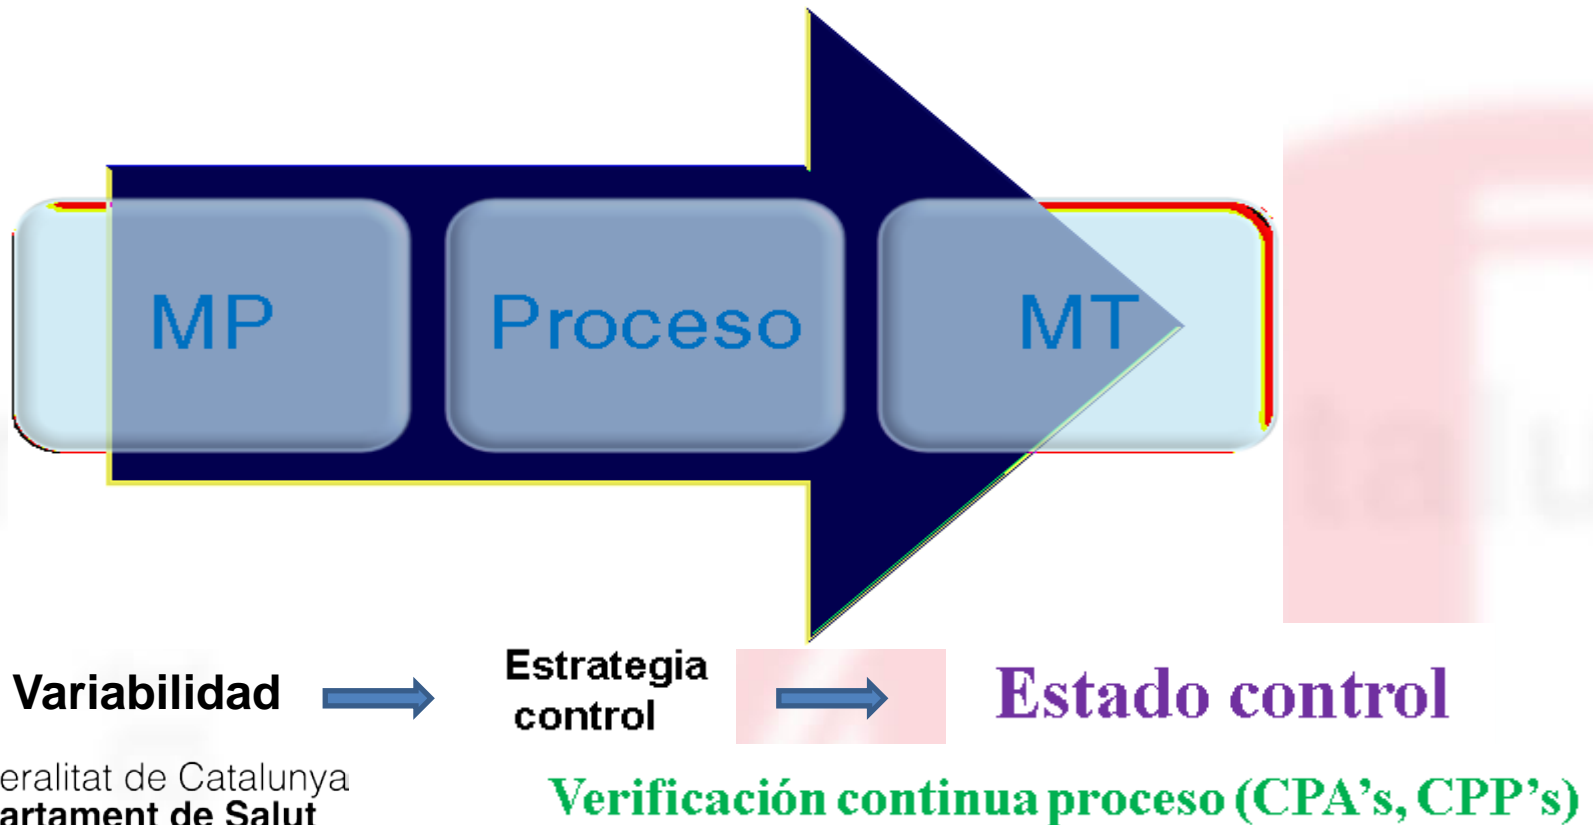 MP
Proceso
MT
Variabilidad
Estrategia
control
Estado control
eralitat de Catalunya
artament de Salut
Verificación continua proceso (CPA's, CPP's)